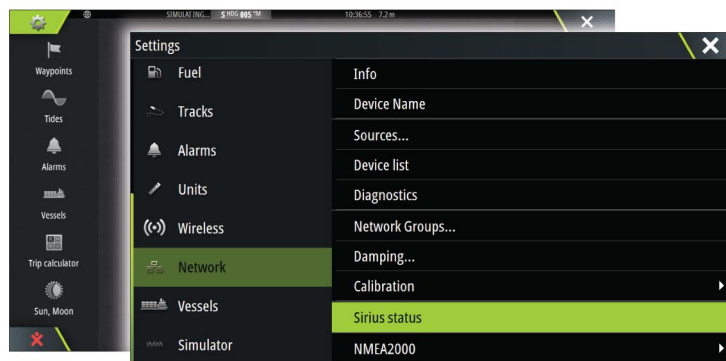 SIMULATING... S HDG 005 °M 10:36:55 7.2 m
Waypoints
Tides
Alarms
Vessels
Trip calculator
Sun, Moon
Settings
Fuel
Tracks
Alarms
Units
Wireless
Network
Vessels
Simulator
Info
Device Name
Sources...
Device list
Diagnostics
Network Groups...
Damping...
Calibration
Sirius status
NMEA2000